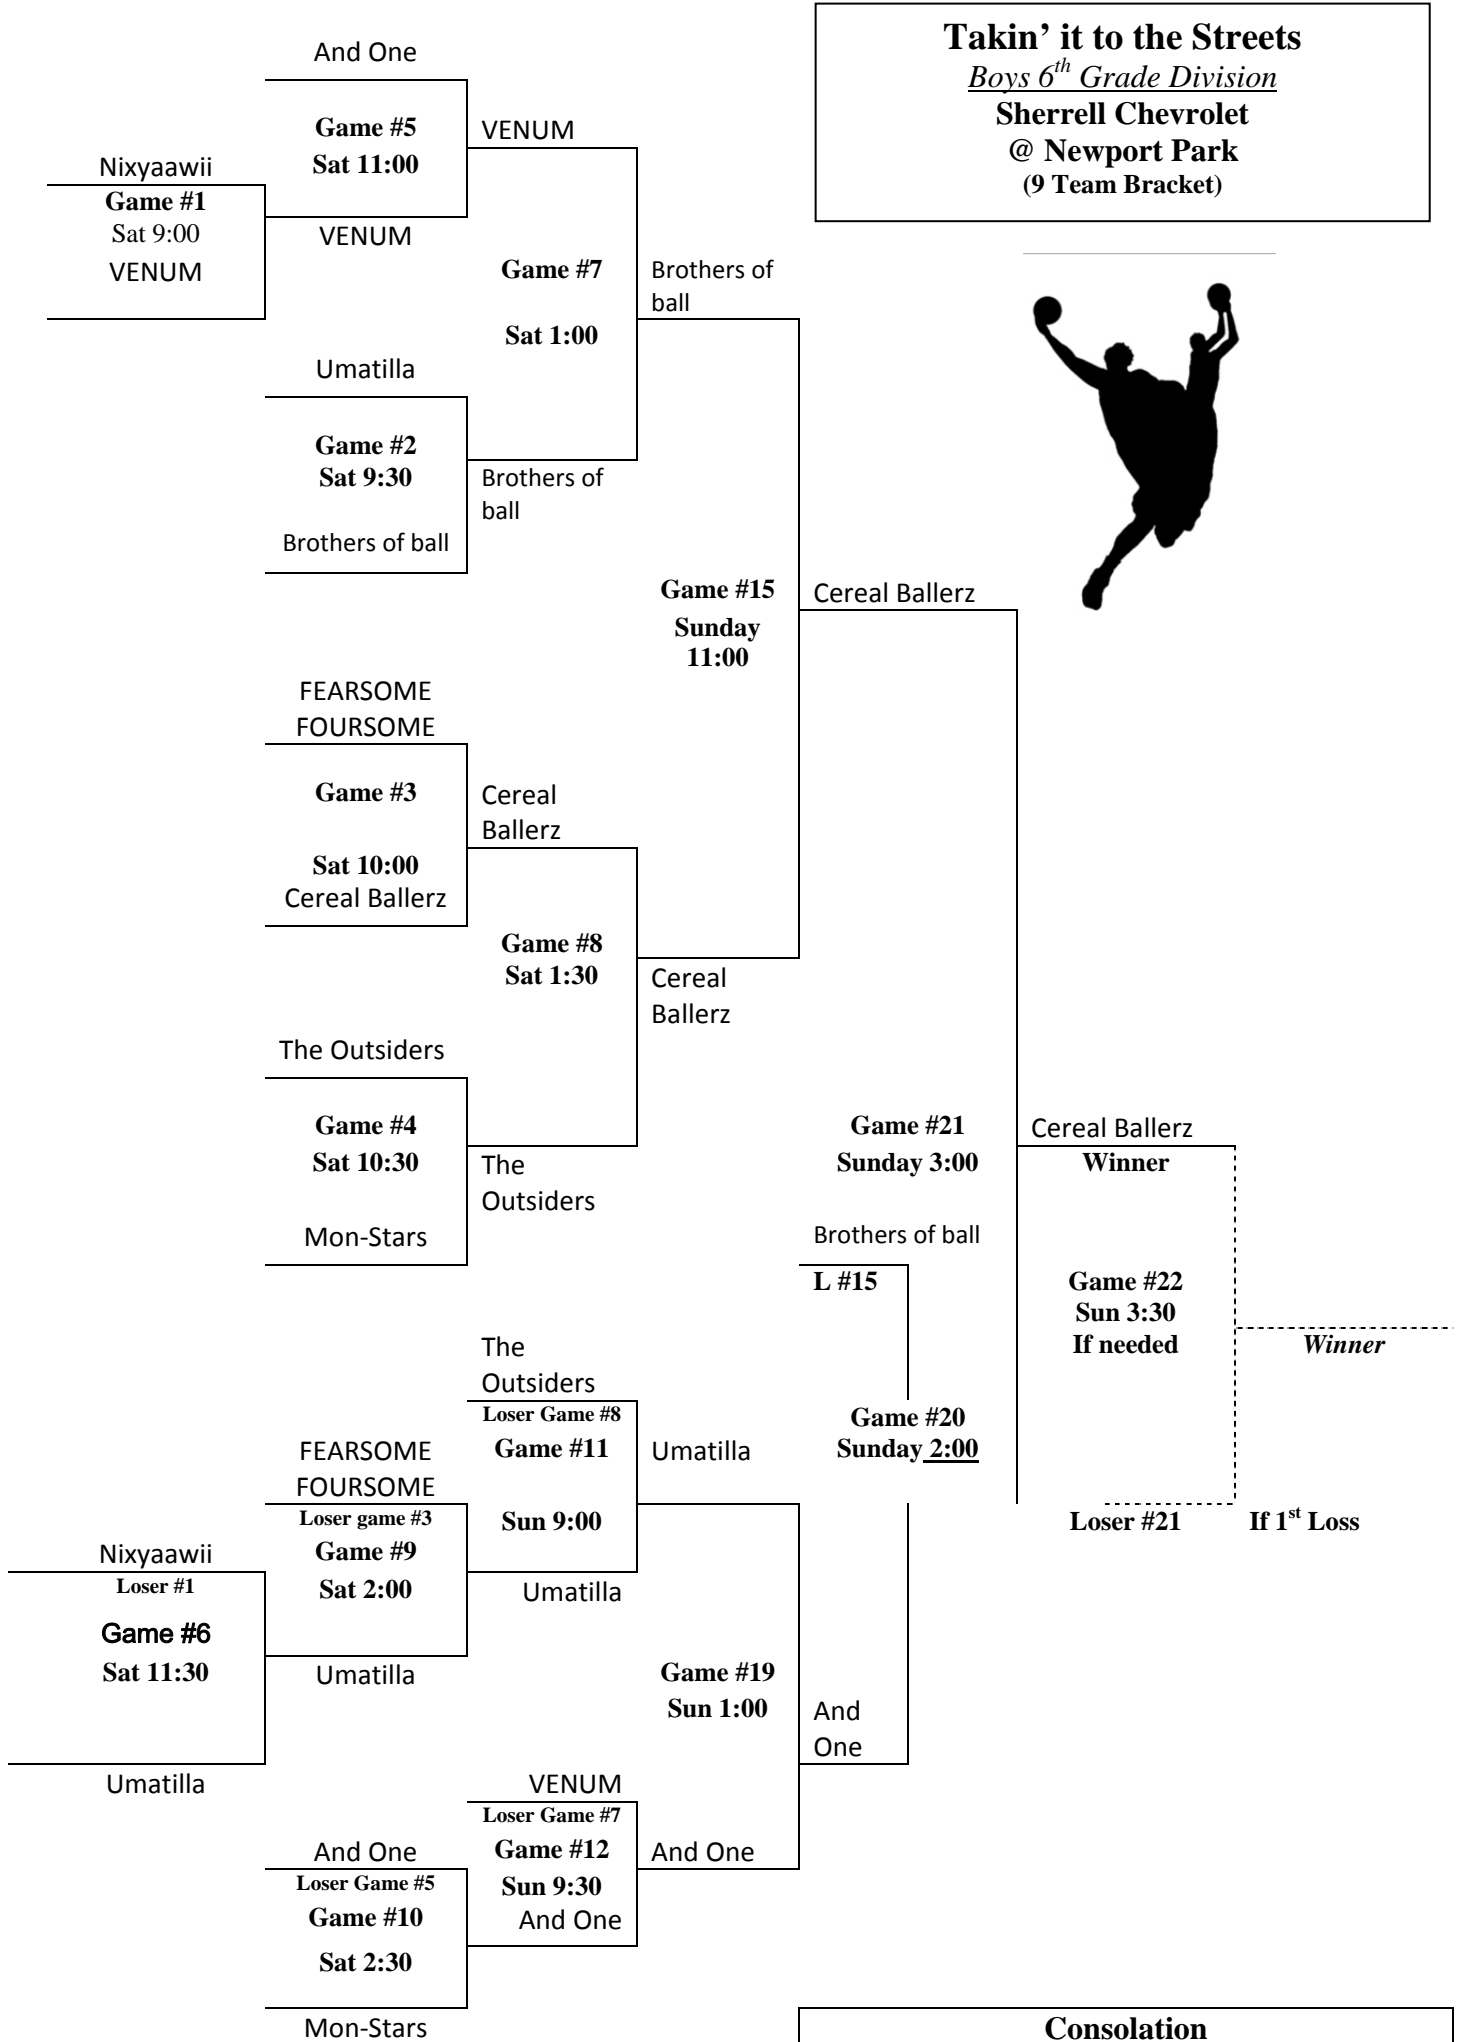 Takin’ it to the Streets
Boys 6th Grade Division
Sherrell Chevrolet
@ Newport Park
(9 Team Bracket)
And One
Game #5
Sat 11:00
VENUM
Nixyaawii
Game #1
Sat 9:00
VENUM
VENUM
Game #7
Sat 1:00
Brothers of
ball
Umatilla
Game #2
Sat 9:30
Brothers of
ball
Brothers of ball
Game #15
Sunday
11:00
Cereal Ballerz
FEARSOME
FOURSOME
Game #3
Sat 10:00
Cereal Ballerz
Cereal
Ballerz
Game #8
Sat 1:30
Cereal
Ballerz
The Outsiders
Game #4
Sat 10:30
The
Outsiders
Mon-Stars
Game #21
Sunday 3:00
Cereal Ballerz
Winner
Brothers of ball
L #15
Game #22
Sun 3:30
If needed
Winner
The
Outsiders
Loser Game #8
Game #11
Sun 9:00
Umatilla
Game #20
Sunday 2:00
FEARSOME
FOURSOME
Loser game #3
Game #9
Sat 2:00
Loser #21
If 1st Loss
Nixyaawii
Loser #1
Game #6
Sat 11:30
Umatilla
Umatilla
Umatilla
Game #19
Sun 1:00
And
One
VENUM
Loser Game #7
Game #12
Sun 9:30
And One
And One
And One
Loser Game #5
Game #10
Sat 2:30
Mon-Stars
Consolation